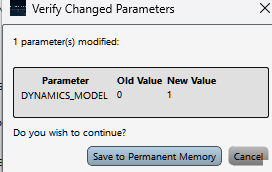 Verify Changed Parameters
1 parameter(s) modified:
Parameter Old Value New Value
DYNAMICS_MODEL 0 1
Do you wish to continue?
Save to Permanent Memory Cancel